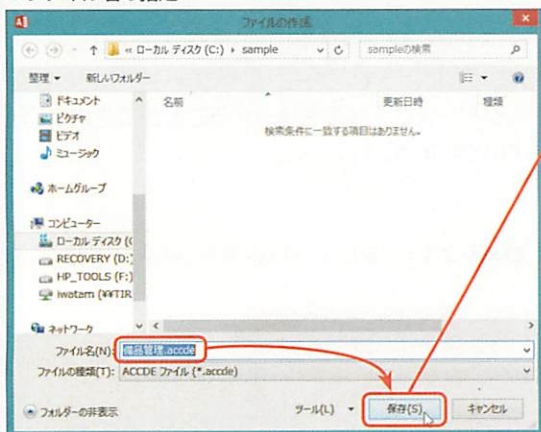 ファイルの作成
↑ « ローカル ディスク (C:) ▸ sample
sampleの検索
整理 ▼ 新しいフォルダー
名前 更新日時 種類
検索条件に一致する項目はありません。
ドキュメント
ピクチャ
ビデオ
ミュージック
ホームグループ
コンピューター
ローカル ディスク (C
RECOVERY (D:)
HP_TOOLS (F:)
iwatam (¥¥TIR
ネットワーク
ファイル名(N): 備品管理.accde
ファイルの種類(T): ACCDE ファイル (*.accde)
フォルダーの非表示 ツール(L) ▼ 保存(S) キャンセル